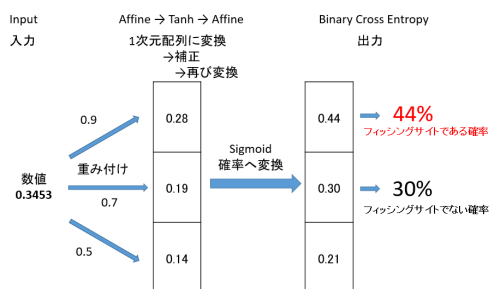 Input
入力
Affine → Tanh → Affine
1次元配列に変換
→補正
→再び変換
Binary Cross Entropy
出力
0.9
0.28
0.44
44%
フィッシングサイトである確率
数値
0.3453
重み付け
0.7
0.19
Sigmoid
確率へ変換
0.30
30%
フィッシングサイトでない確率
0.5
0.14
0.21